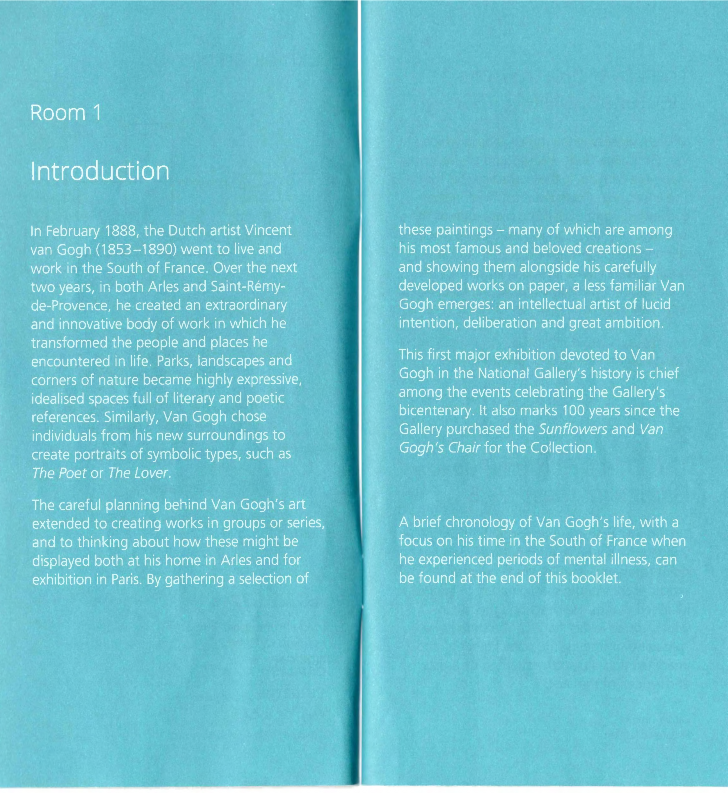 Room 1
Introduction
In February 1888, the Dutch artist Vincent
van Gogh (1853–1890) went to live and
work in the South of France. Over the next
two years, in both Arles and Saint-Rémy-
de-Provence, he created an extraordinary
and innovative body of work in which he
transformed the people and places he
encountered in life. Parks, landscapes and
corners of nature became highly expressive,
idealised spaces full of literary and poetic
references. Similarly, Van Gogh chose
individuals from his new surroundings to
create portraits of symbolic types, such as
The Poet or The Lover.
The careful planning behind Van Gogh's art
extended to creating works in groups or series,
and to thinking about how these might be
displayed both at his home in Arles and for
exhibition in Paris. By gathering a selection of
these paintings – many of which are among
his most famous and beloved creations –
and showing them alongside his carefully
developed works on paper, a less familiar Van
Gogh emerges: an intellectual artist of lucid
intention, deliberation and great ambition.
This first major exhibition devoted to Van
Gogh in the National Gallery's history is chief
among the events celebrating the Gallery's
bicentenary. It also marks 100 years since the
Gallery purchased the Sunflowers and Van
Gogh's Chair for the Collection.
A brief chronology of Van Gogh's life, with a
focus on his time in the South of France when
he experienced periods of mental illness, can
be found at the end of this booklet.